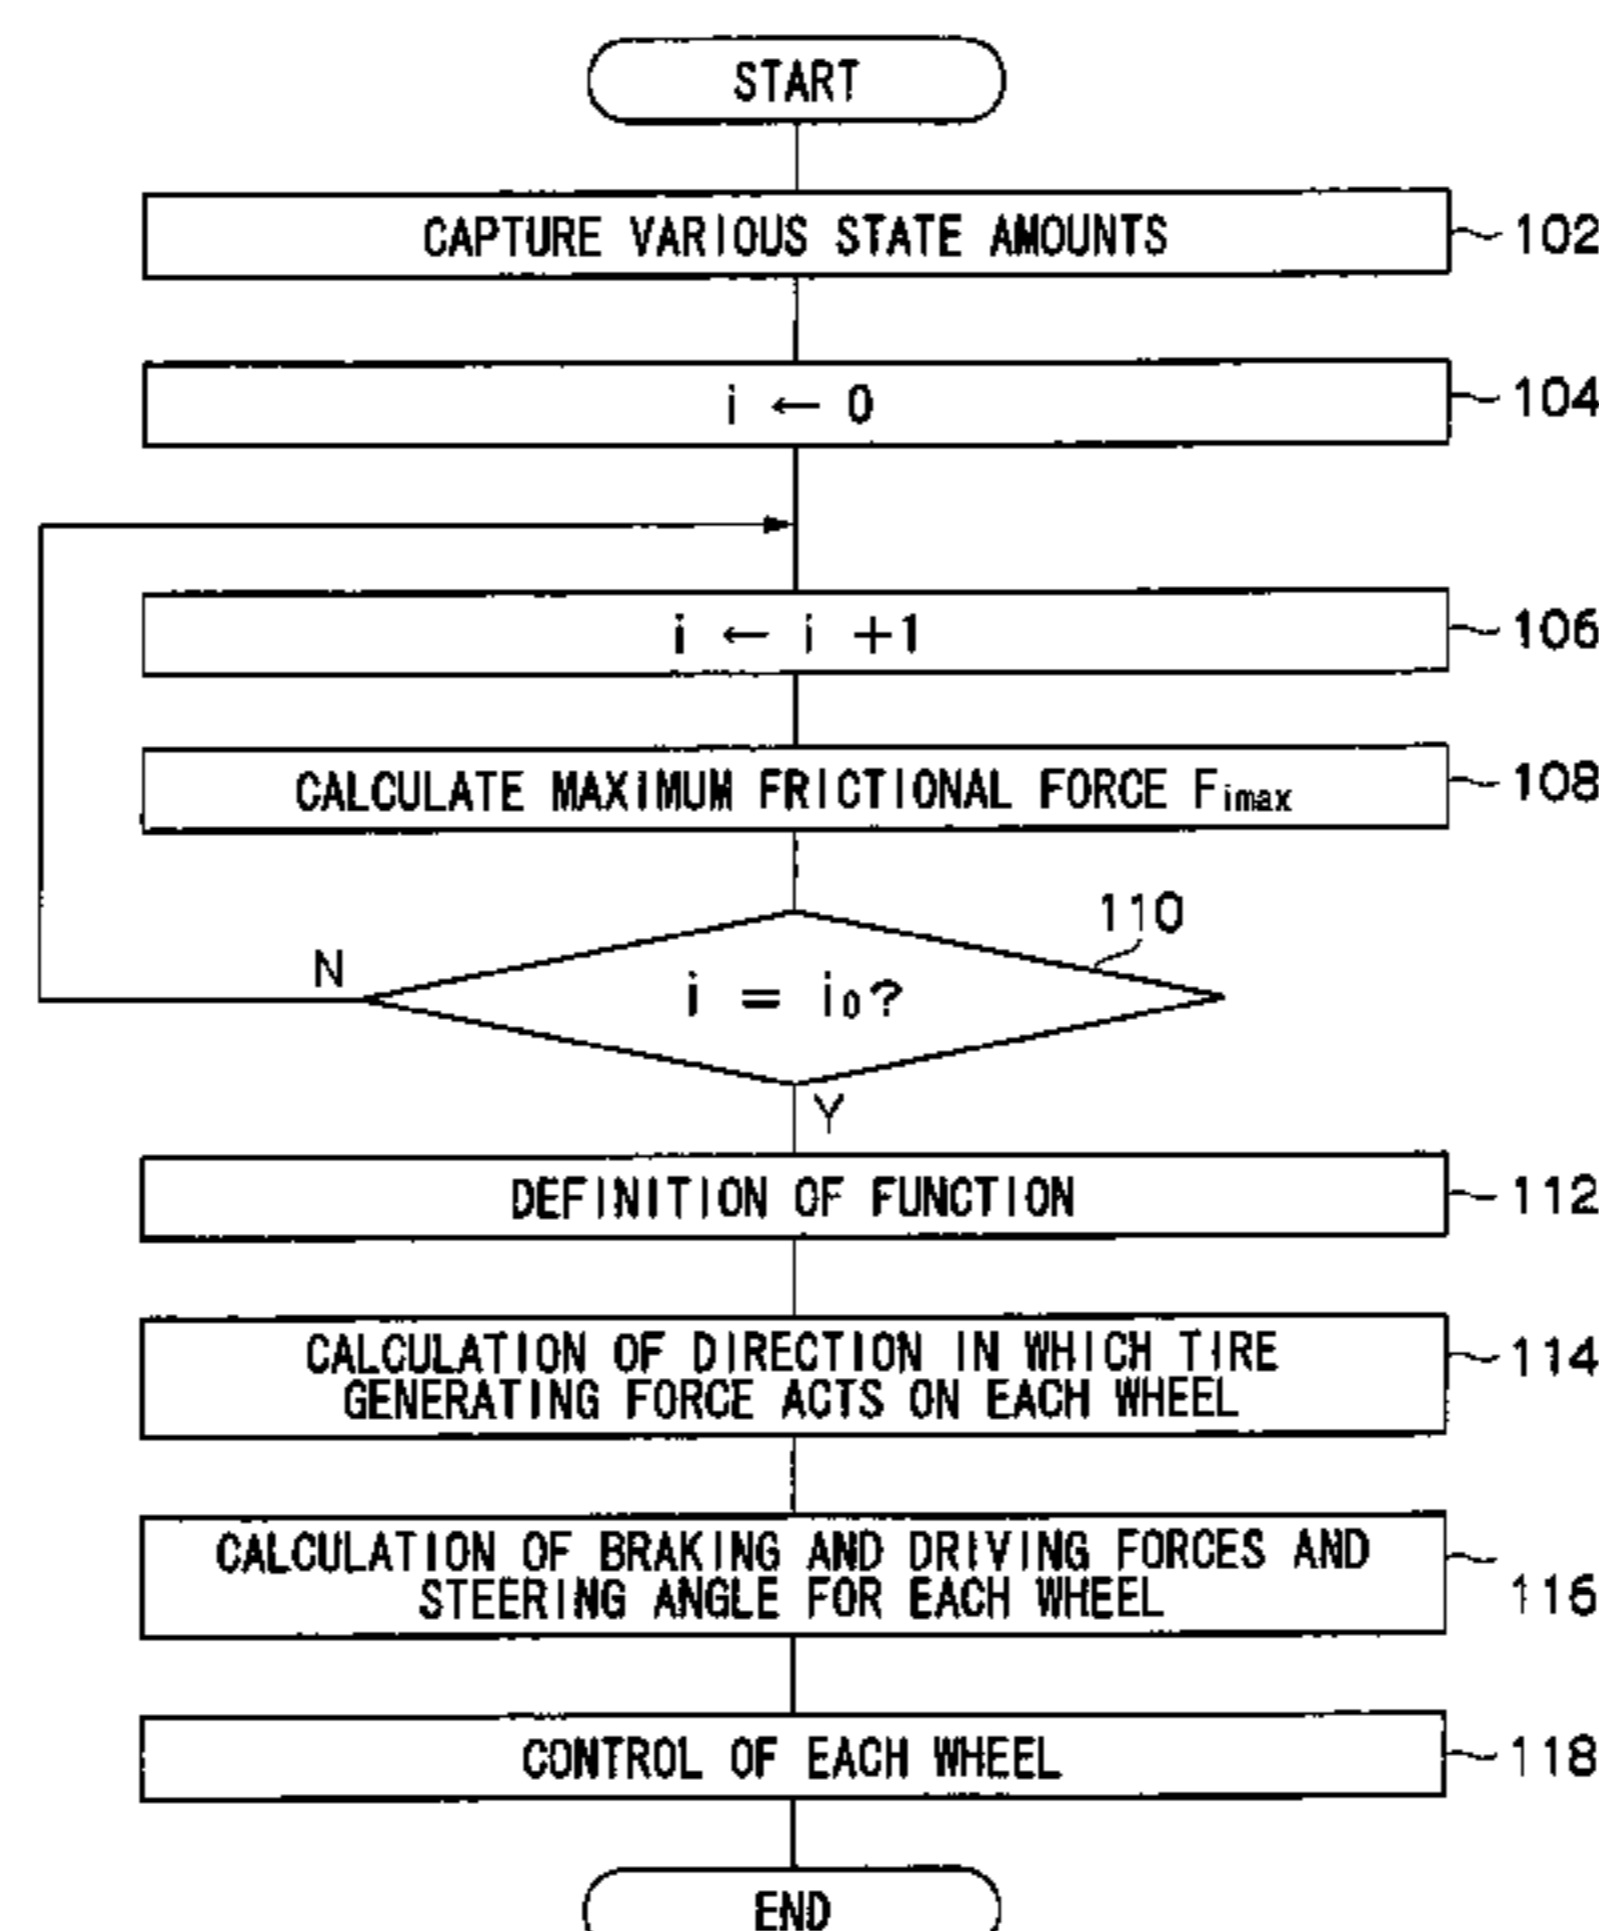 START
CAPTURE VARIOUS STATE AMOUNTS
102
i ← 0
104
i ← i +1
106
CALCULATE MAXIMUM FRICTIONAL FORCE Fimax
108
110
N
i = i0?
Y
DEFINITION OF FUNCTION
112
CALCULATION OF DIRECTION IN WHICH TIRE
GENERATING FORCE ACTS ON EACH WHEEL
114
CALCULATION OF BRAKING AND DRIVING FORCES AND
STEERING ANGLE FOR EACH WHEEL
116
CONTROL OF EACH WHEEL
118
END